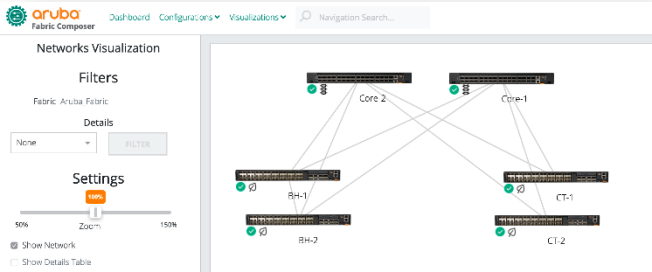 aruba
Fabric Composer
Dashboard Configurations Visualizations Navigation Search...
Networks Visualization
Filters
Fabric Aruba Fabric
Details
None FILTER
Settings
100%
50% Zoom 150%
Show Network
Show Details Table
Core 2
Core-1
BH-1
CT-1
BH-2
CT-2